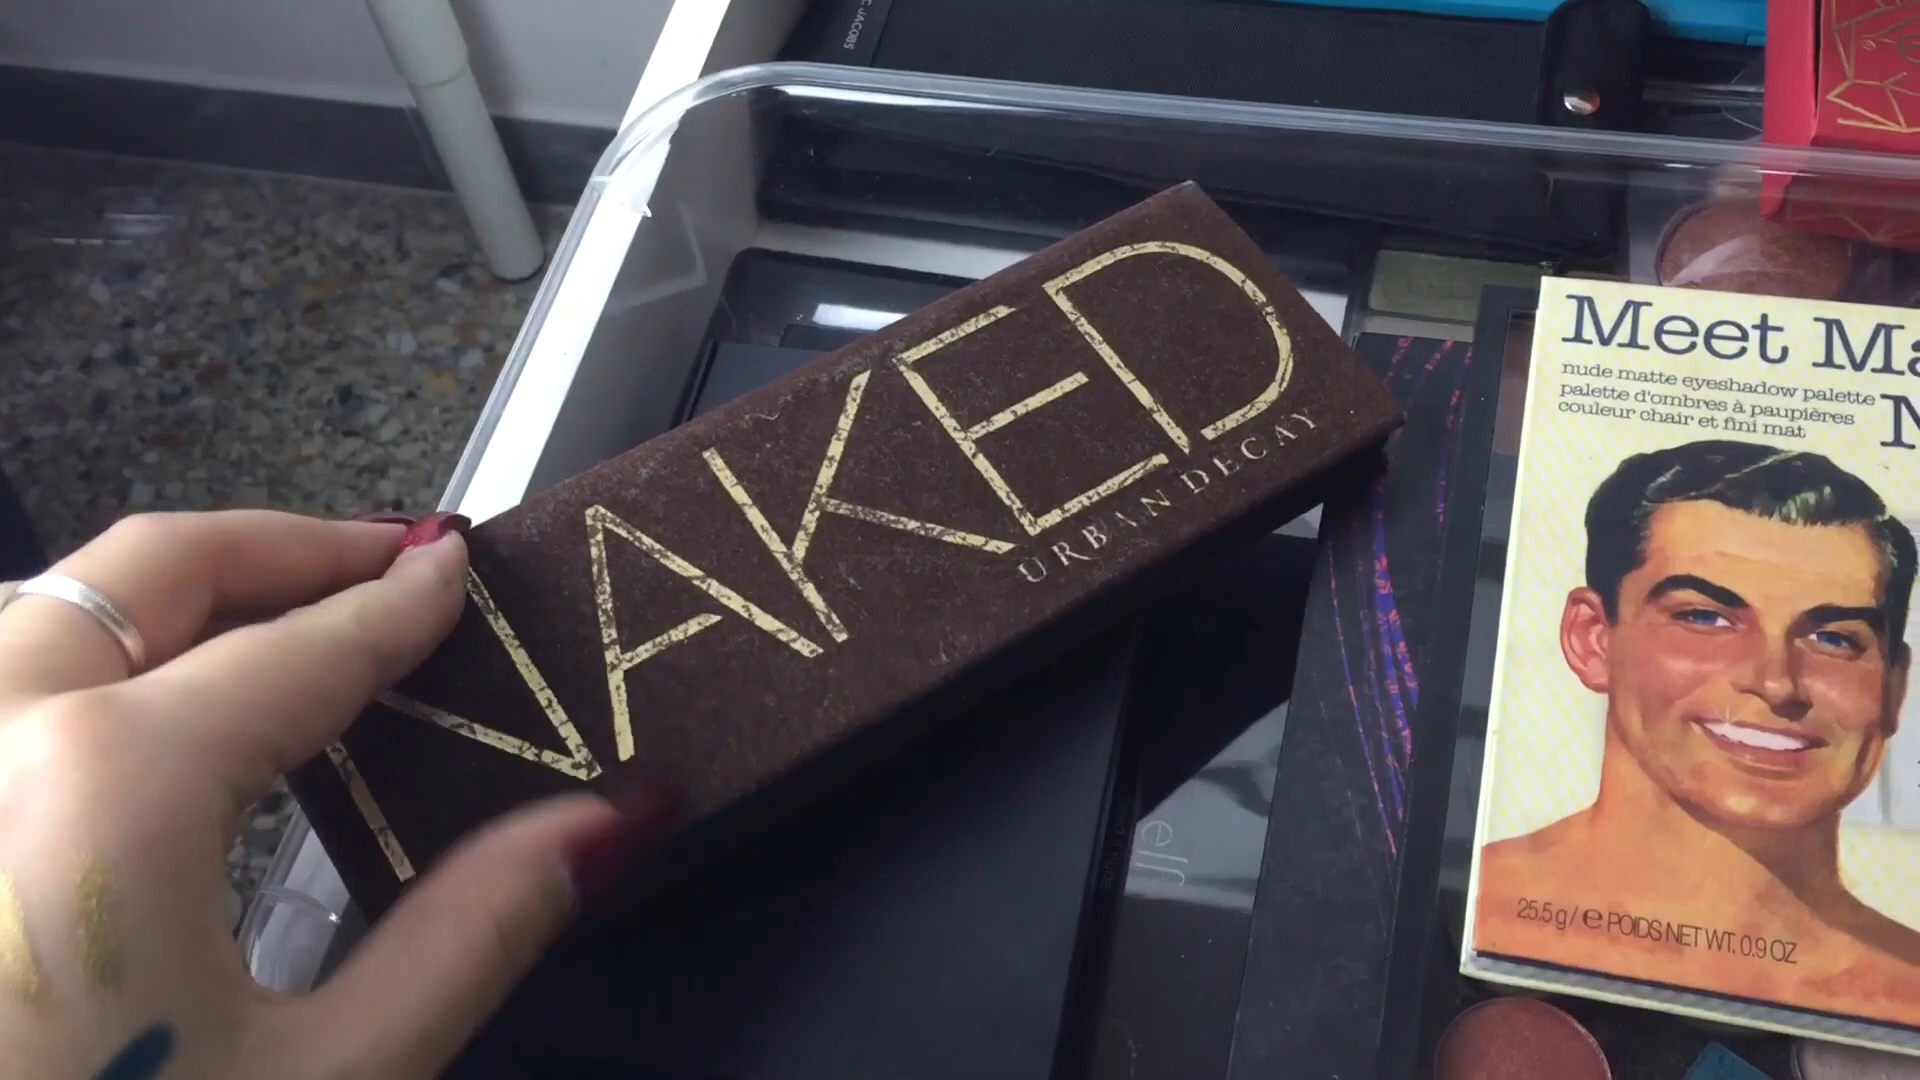 C JACOBS
NAKED
URBAN DECAY
Meet Ma
nude matte eyeshadow palette
palette d'ombres à paupières
couleur chair et fini mat
N
25.5 g / e POIDS NET WT. 0.9 OZ
elf